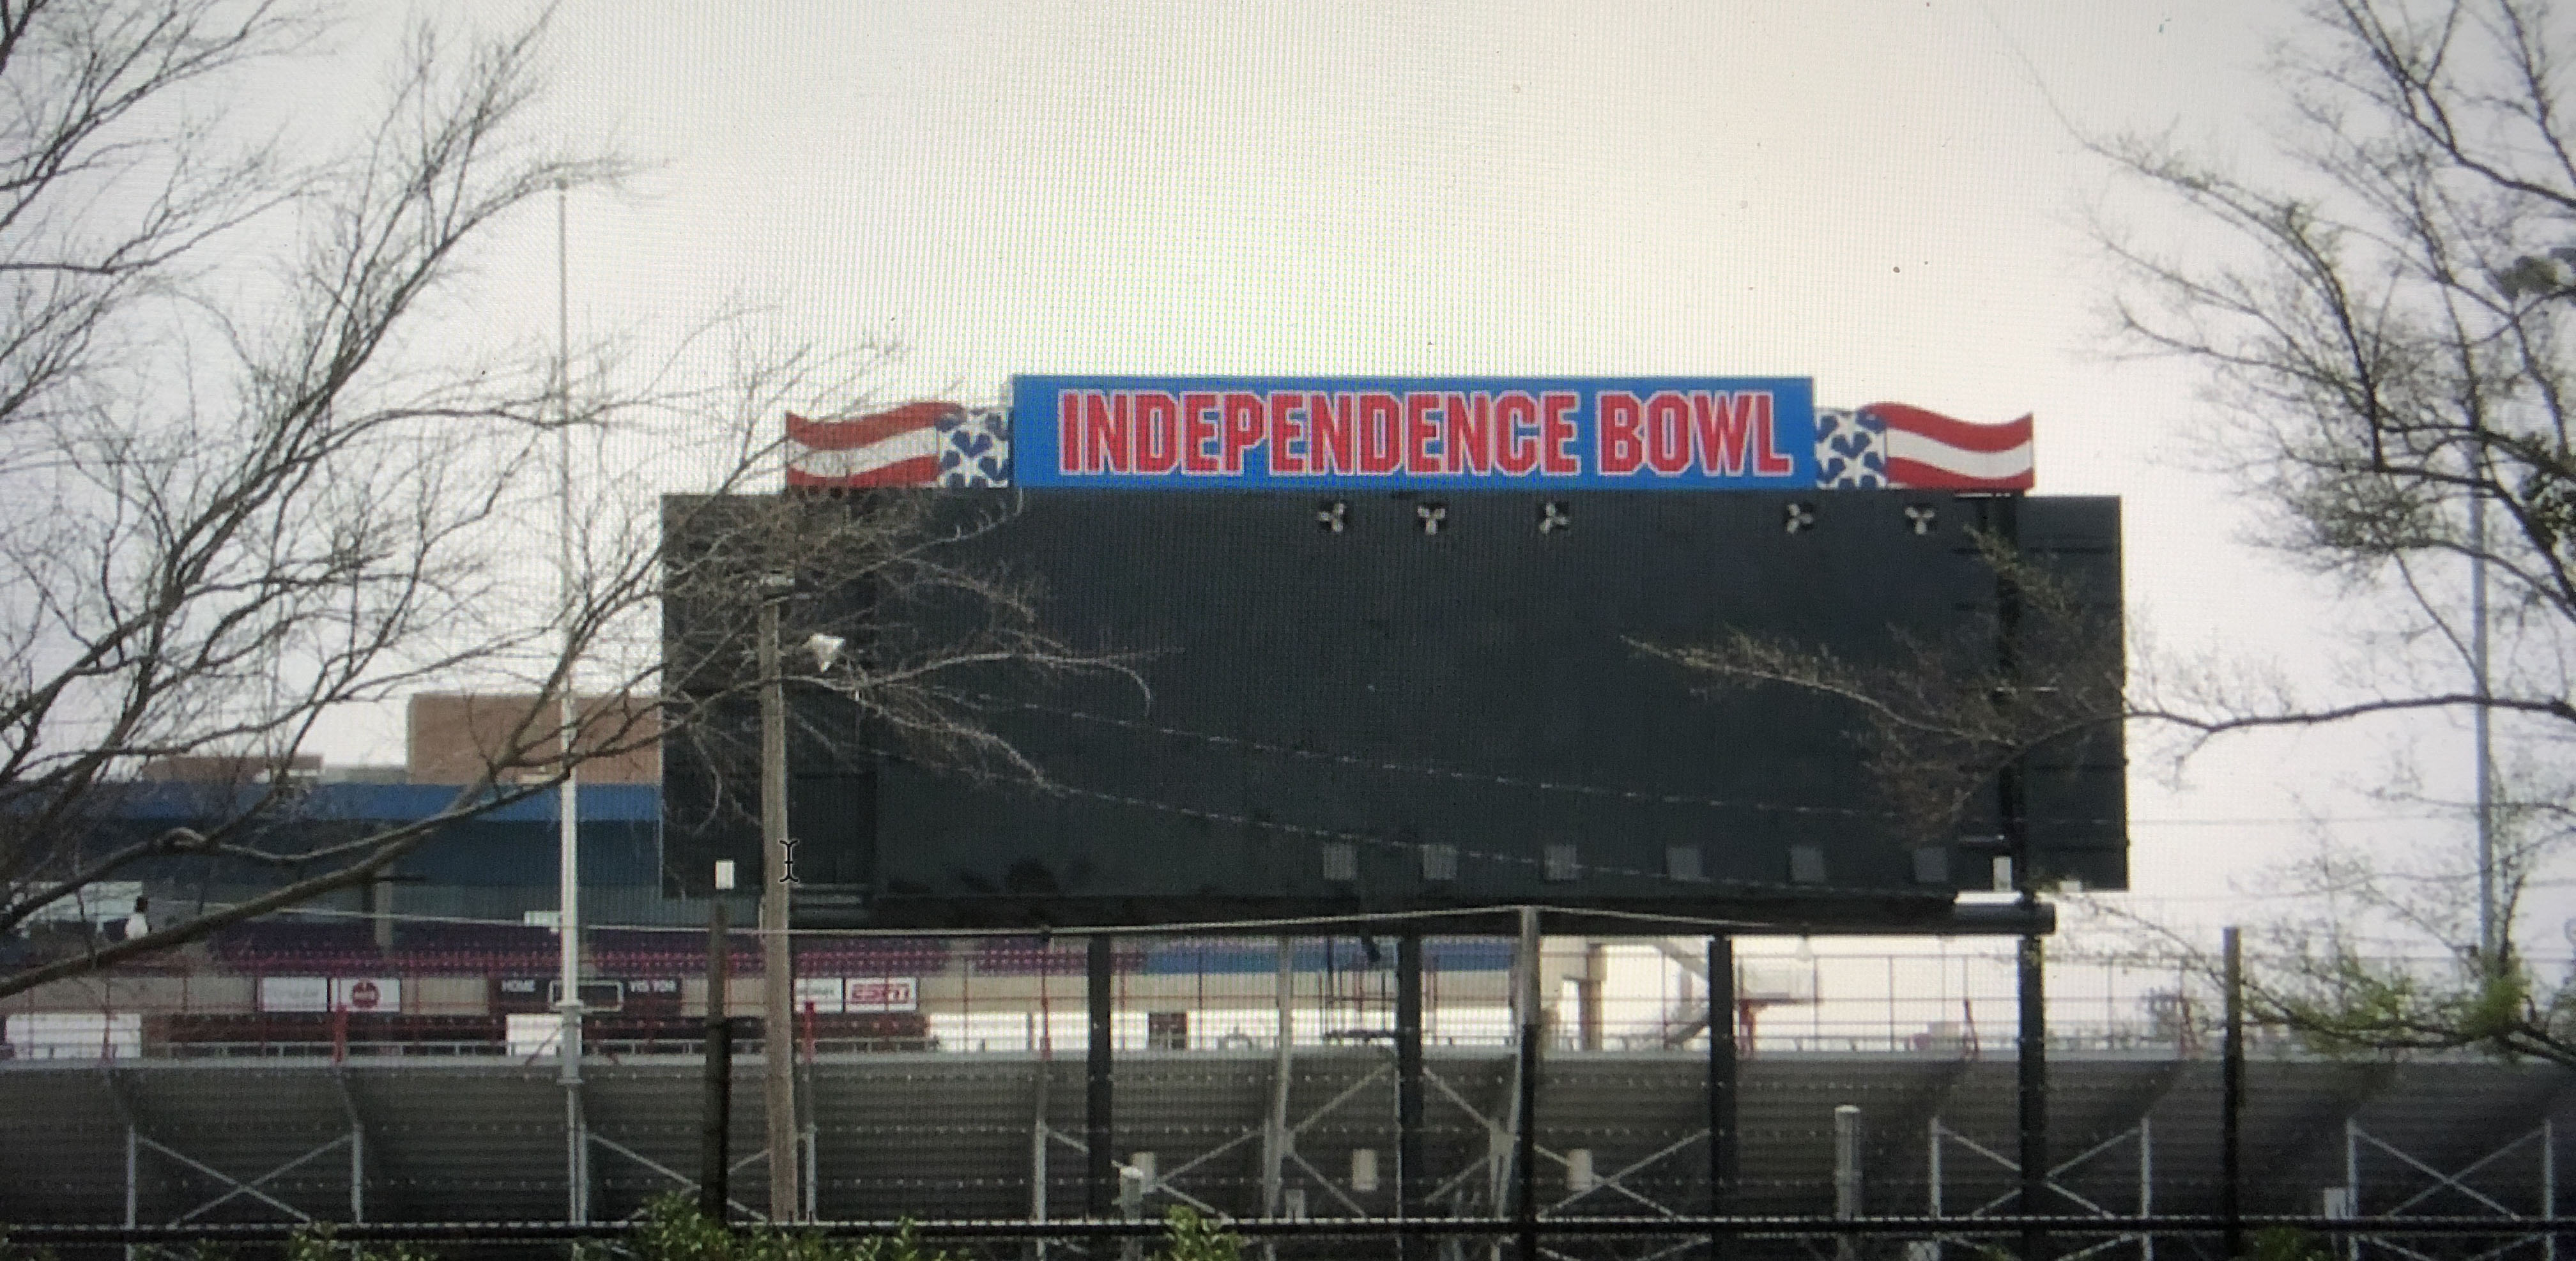 INDEPENDENCE BOWL
HOME
VISITOR
ESPN